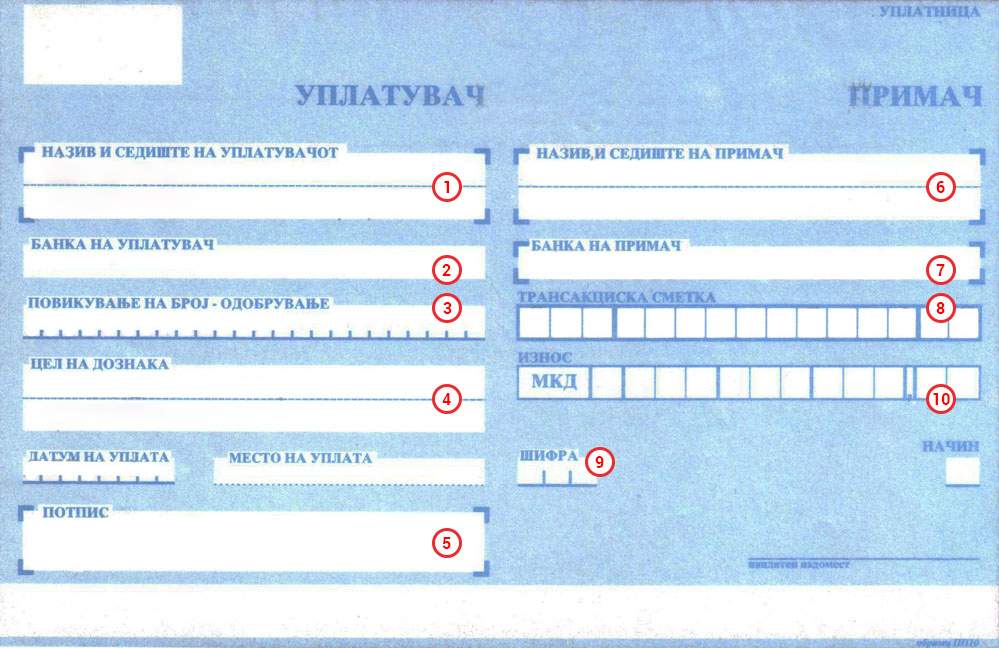 УПЛАТНИЦА
УПЛАТУВАЧ
ПРИМАЧ
НАЗИВ И СЕДИШТЕ НА УПЛАТУВАЧОТ
1
НАЗИВ И СЕДИШТЕ НА ПРИМАЧ
6
БАНКА НА УПЛАТУВАЧ
2
БАНКА НА ПРИМАЧ
7
ПОВИКУВАЊЕ НА БРОЈ - ОДОБРУВАЊЕ
3
ТРАНСАКЦИСКА СМЕТКА
8
ЦЕЛ НА ДОЗНАКА
4
ИЗНОС
МКД
,
10
ДАТУМ НА УПЛАТА
МЕСТО НА УПЛАТА
ШИФРА
9
НАЧИН
ПОТПИС
5
надомест
образец ПП10